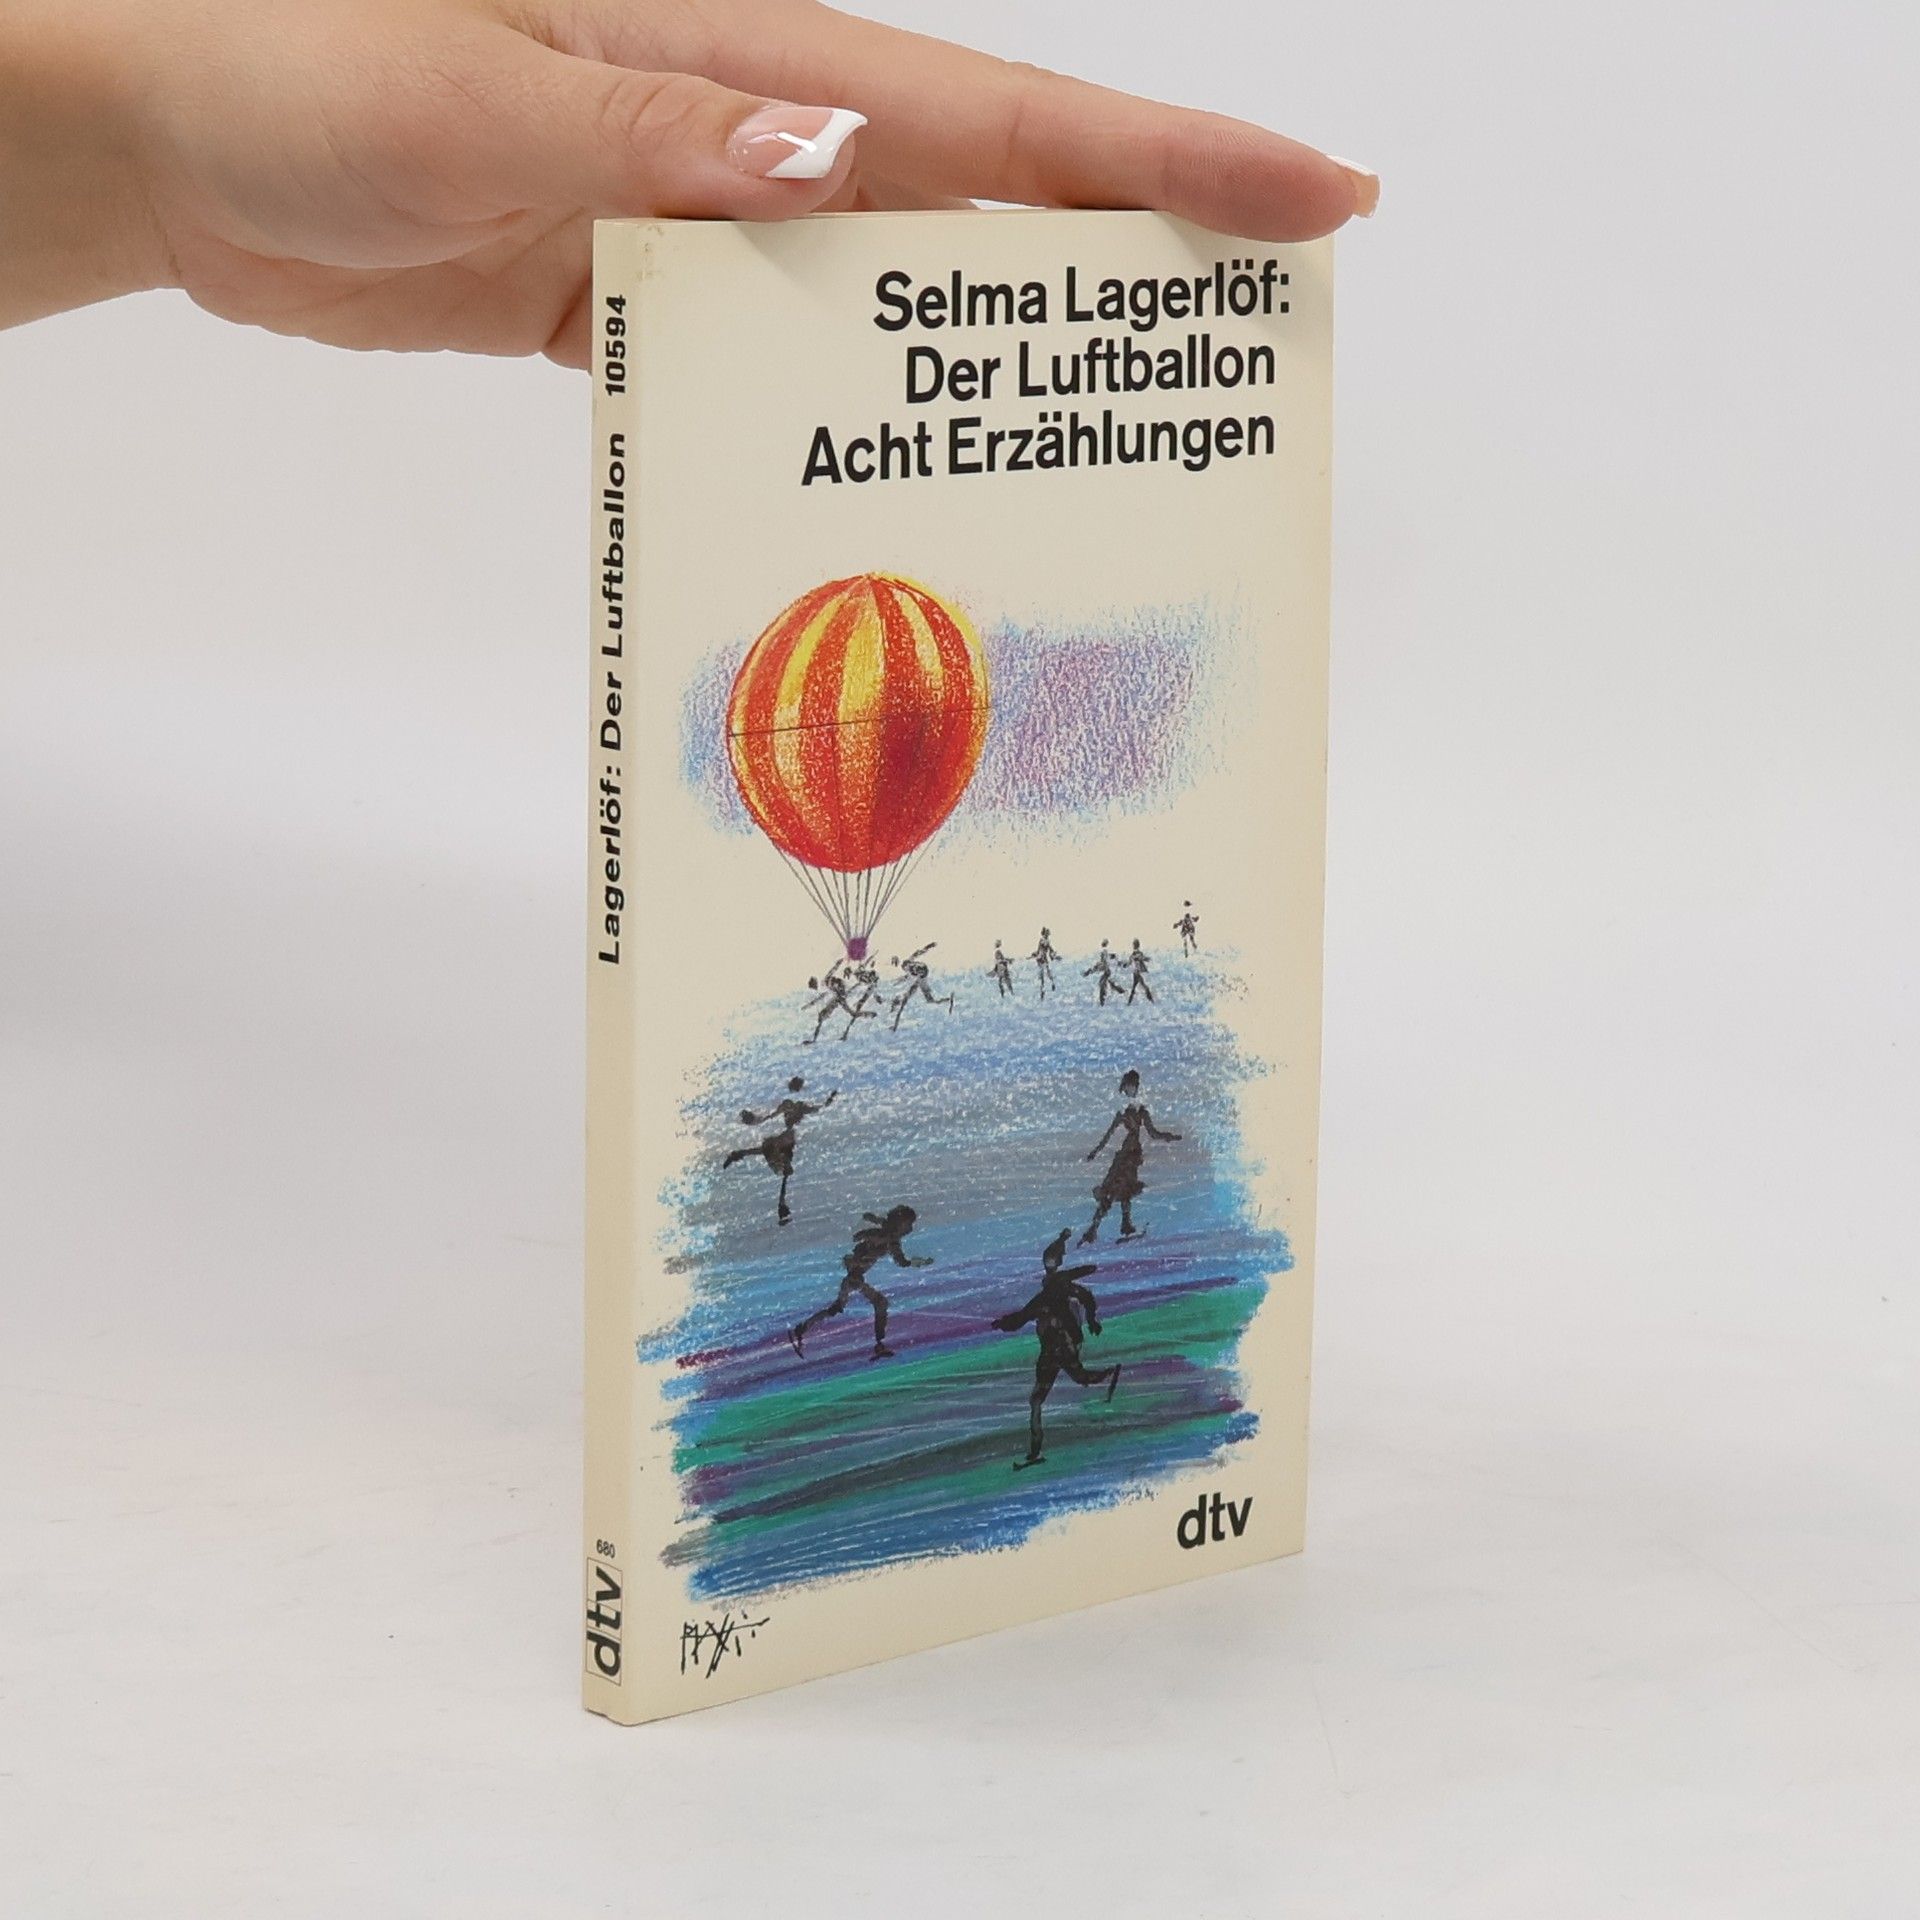 Selma Lagerlöf:
Der Luftballon
Acht Erzählungen
dtv
Lagerlöf: Der Luftballon 10594
680
dtv